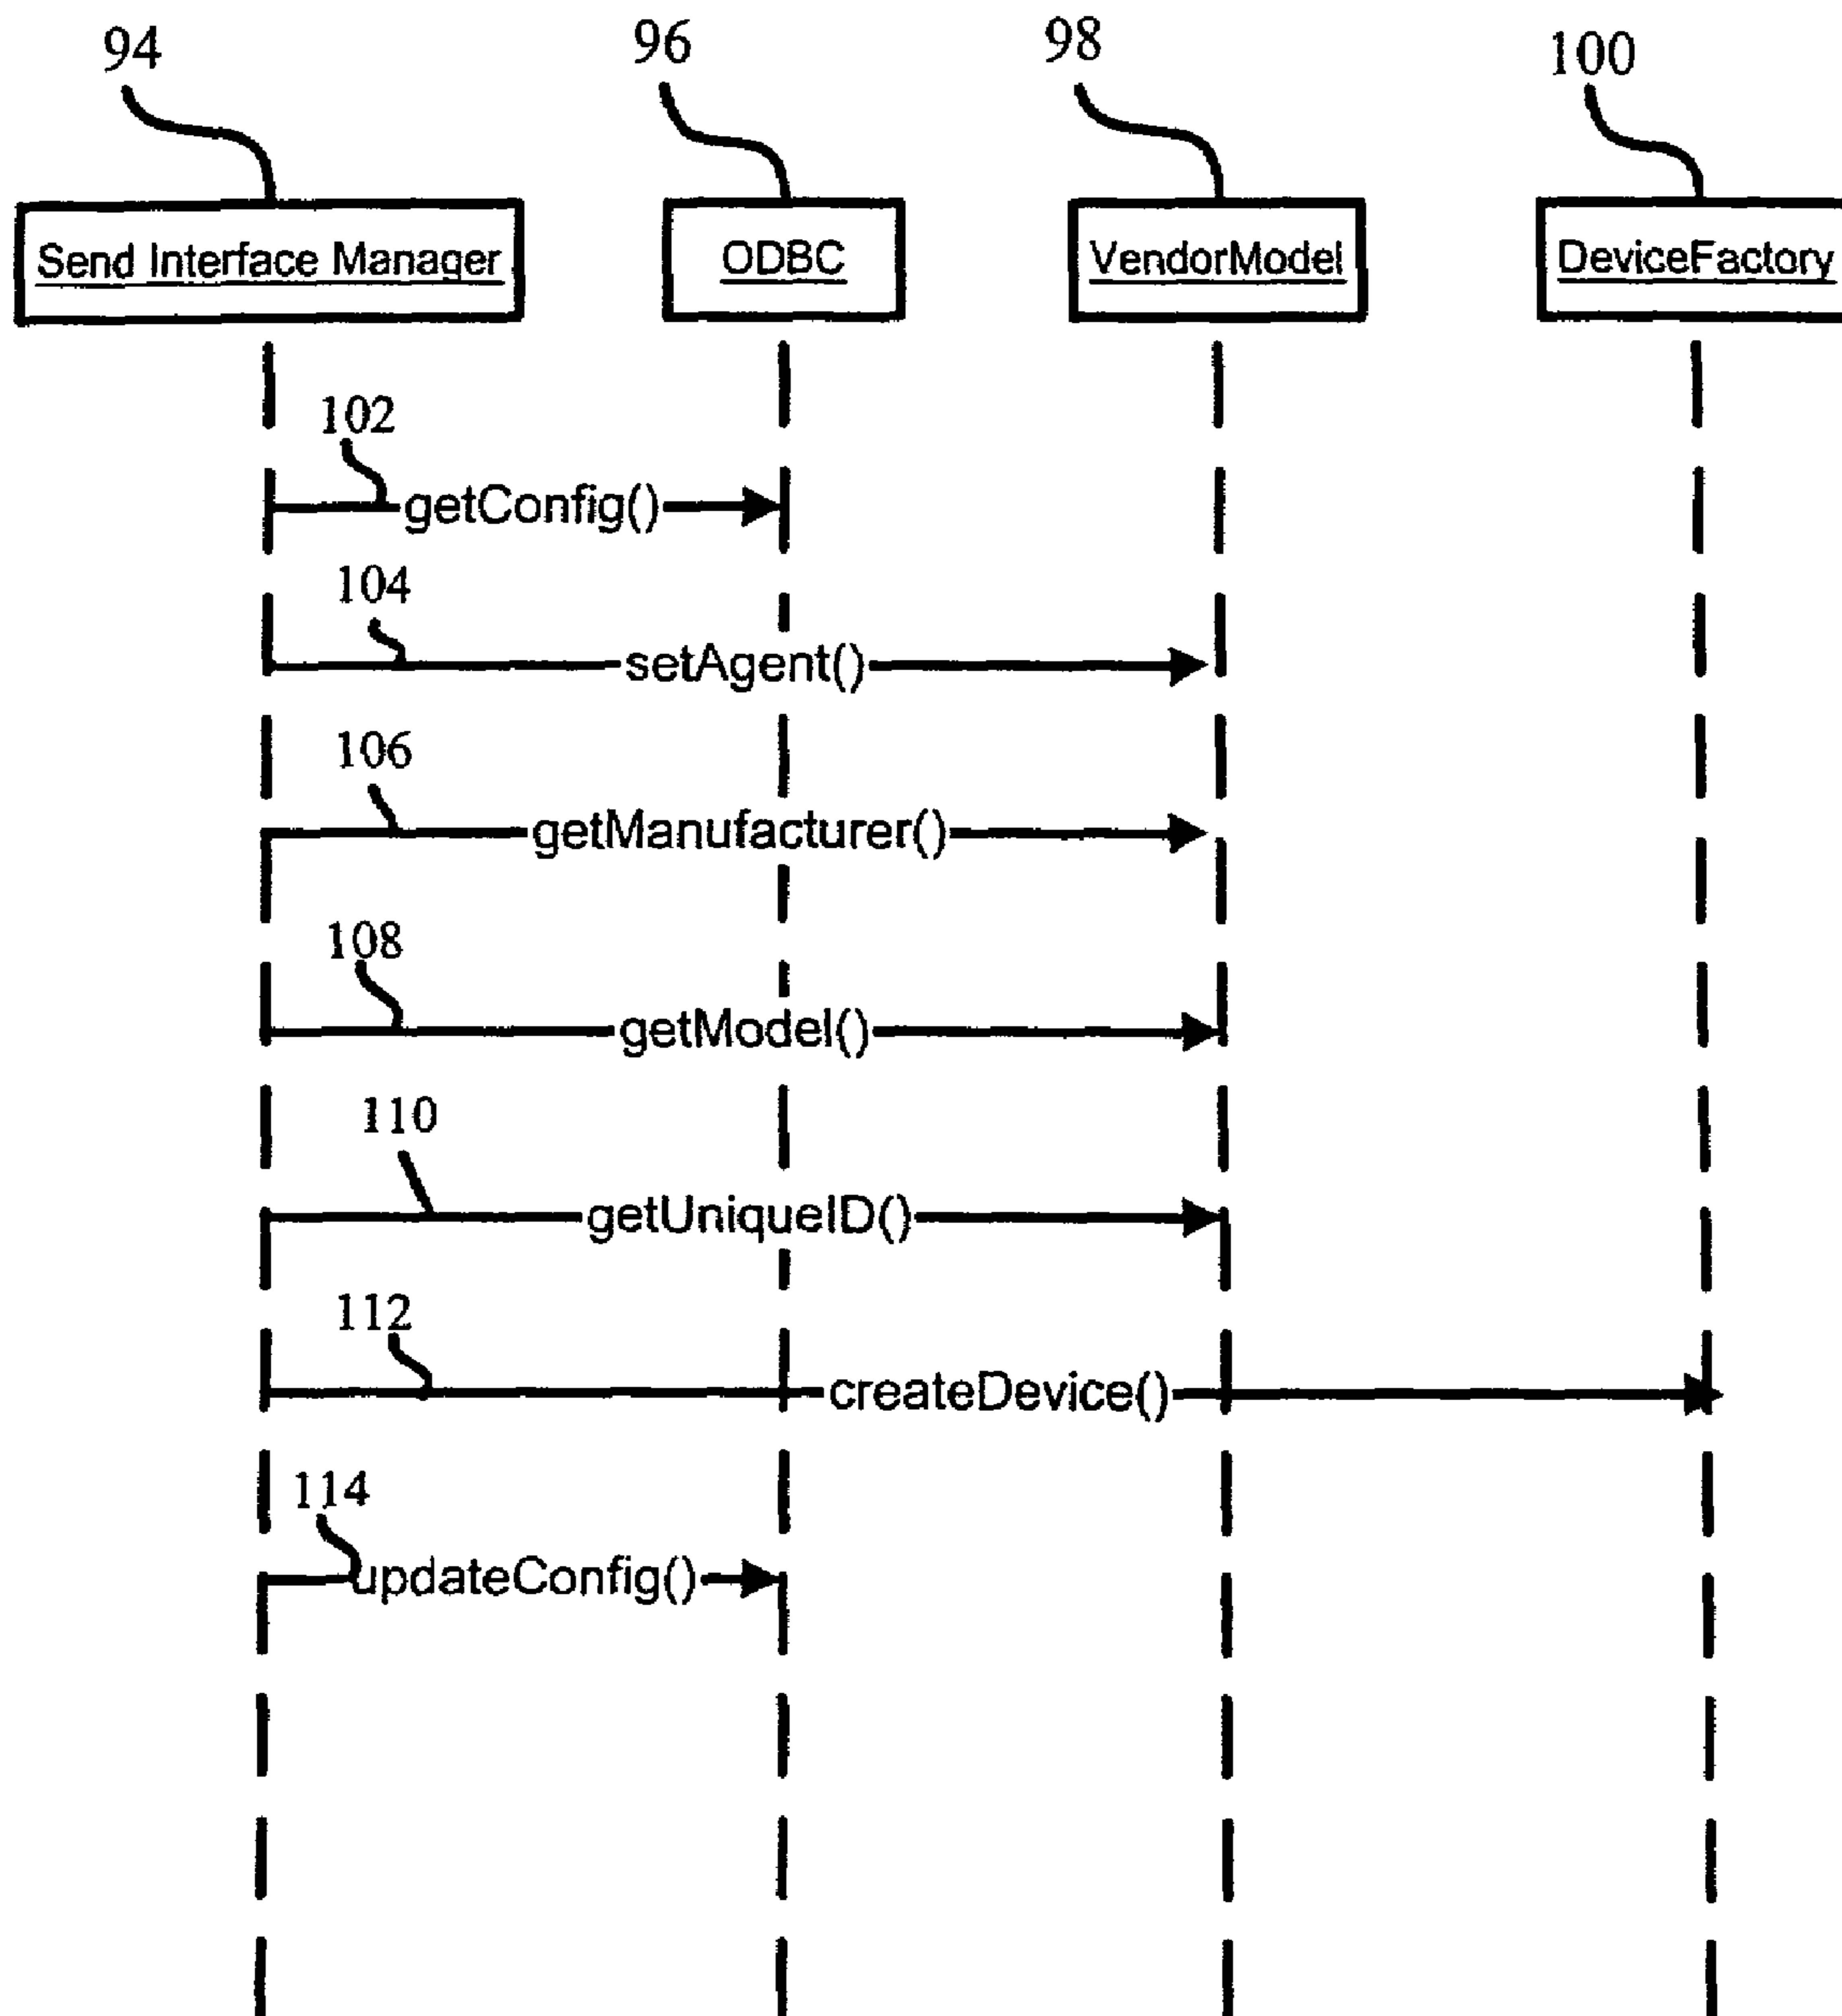 94 96 98 100
Send Interface Manager ODBC VendorModel DeviceFactory
102
getConfig()
104
setAgent()
106
getManufacturer()
108
getModel()
110
getUniqueID()
112
createDevice()
114
updateConfig()